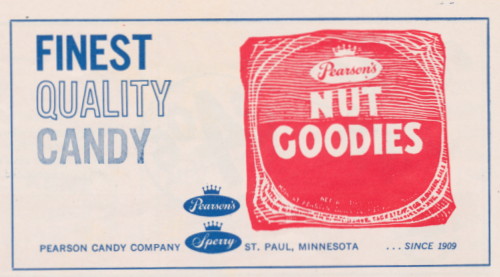 FINEST
QUALITY
CANDY
Pearson's
NUT
GOODIES
Pearson's
Sperry
PEARSON CANDY COMPANY
ST. PAUL, MINNESOTA
...SINCE 1909